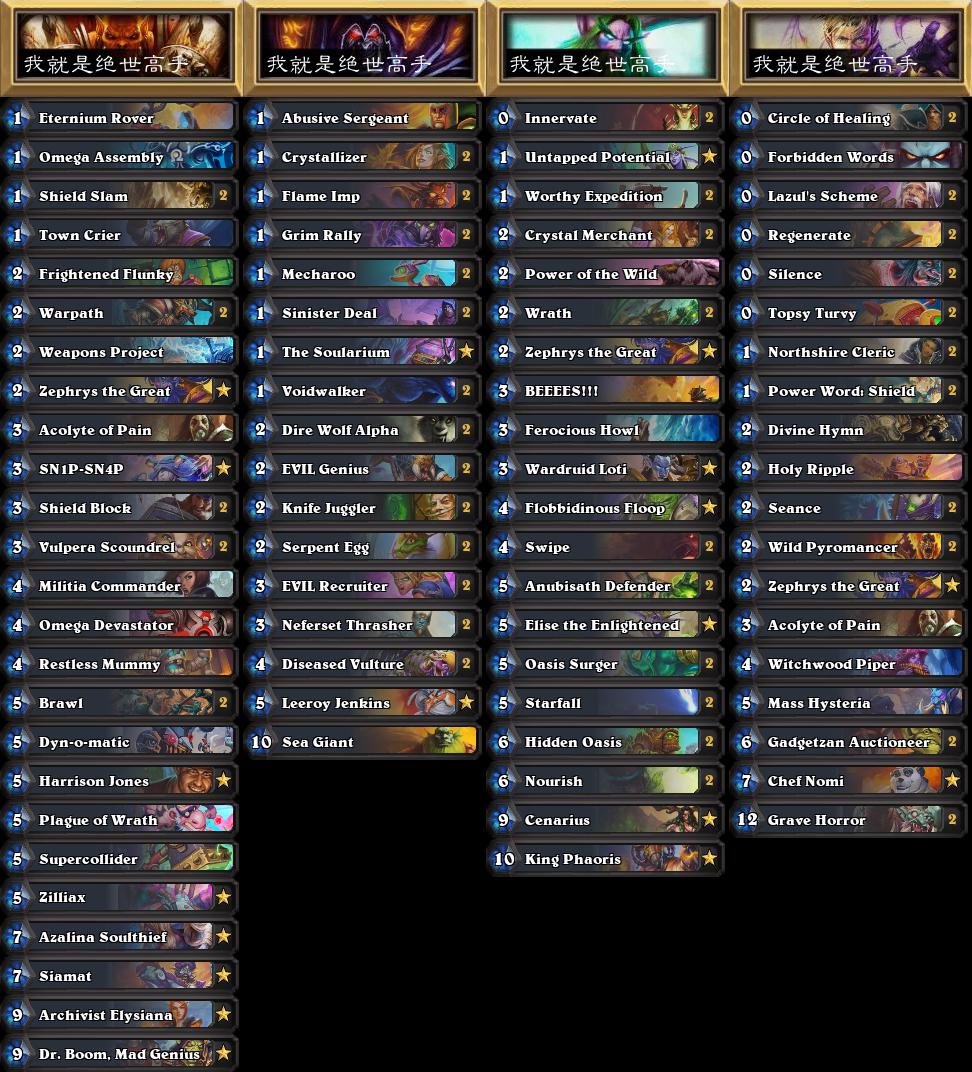 我就是绝世高手
1 Eternium Rover
1 Omega Assembly
1 Shield Slam 2
1 Town Crier
2 Frightened Flunky
2 Warpath 2
2 Weapons Project
2 Zephrys the Great
3 Acolyte of Pain
3 SN1P-SN4P
3 Shield Block 2
3 Vulpera Scoundrel 2
4 Militia Commander
4 Omega Devastator
4 Restless Mummy
5 Brawl 2
5 Dyn-o-matic
5 Harrison Jones
5 Plague of Wrath
5 Supercollider
5 Zilliax
7 Azalina Soulthief
7 Siamat
9 Archivist Elysiana
9 Dr. Boom, Mad Genius
我就是绝世高手
1 Abusive Sergeant
1 Crystallizer 2
1 Flame Imp 2
1 Grim Rally 2
1 Mecharoo 2
1 Sinister Deal 2
1 The Soularium
1 Voidwalker 2
2 Dire Wolf Alpha 2
2 EVIL Genius 2
2 Knife Juggler 2
2 Serpent Egg 2
3 EVIL Recruiter 2
3 Neferset Thrasher 2
4 Diseased Vulture 2
5 Leeroy Jenkins
10 Sea Giant
我就是绝世高手
0 Innervate 2
1 Untapped Potential
1 Worthy Expedition 2
2 Crystal Merchant 2
2 Power of the Wild
2 Wrath 2
2 Zephrys the Great
3 BEEEES!!!
3 Ferocious Howl
3 Wardruid Loti
4 Flobbidinous Floop
4 Swipe 2
5 Anubisath Defender 2
5 Elise the Enlightened
5 Oasis Surger 2
5 Starfall 2
6 Hidden Oasis 2
6 Nourish 2
9 Cenarius
10 King Phaoris
我就是绝世高手
0 Circle of Healing 2
0 Forbidden Words
0 Lazul's Scheme 2
0 Regenerate 2
0 Silence 2
0 Topsy Turvy 2
1 Northshire Cleric 2
1 Power Word: Shield 2
2 Divine Hymn
2 Holy Ripple
2 Seance 2
2 Wild Pyromancer 2
2 Zephrys the Great
3 Acolyte of Pain
4 Witchwood Piper
5 Mass Hysteria
6 Gadgetzan Auctioneer 2
7 Chef Nomi
12 Grave Horror 2